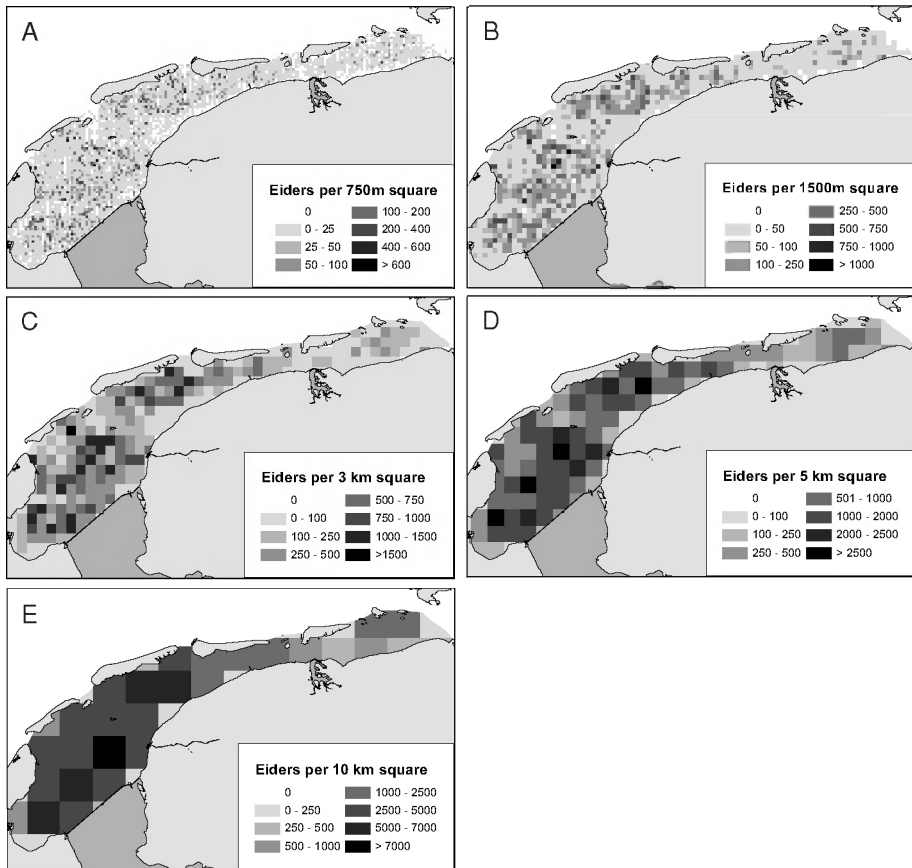 A
Eiders per 750m square
0 100 - 200
0 - 25 200 - 400
25 - 50 400 - 600
50 - 100 > 600
B
Eiders per 1500m square
0 250 - 500
0 - 50 500 - 750
50 - 100 750 - 1000
100 - 250 > 1000
C
Eiders per 3 km square
0 500 - 750
0 - 100 750 - 1000
100 - 250 1000 - 1500
250 - 500 >1500
D
Eiders per 5 km square
0 501 - 1000
0 - 100 1000 - 2000
100 - 250 2000 - 2500
250 - 500 > 2500
E
Eiders per 10 km square
0 1000 - 2500
0 - 250 2500 - 5000
250 - 500 5000 - 7000
500 - 1000 > 7000